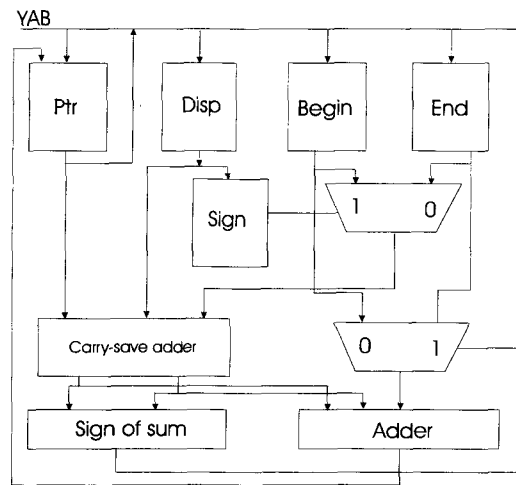 YAB
Ptr
Disp
Begin
End
Sign
1 0
Carry-save adder
0 1
Sign of sum
Adder